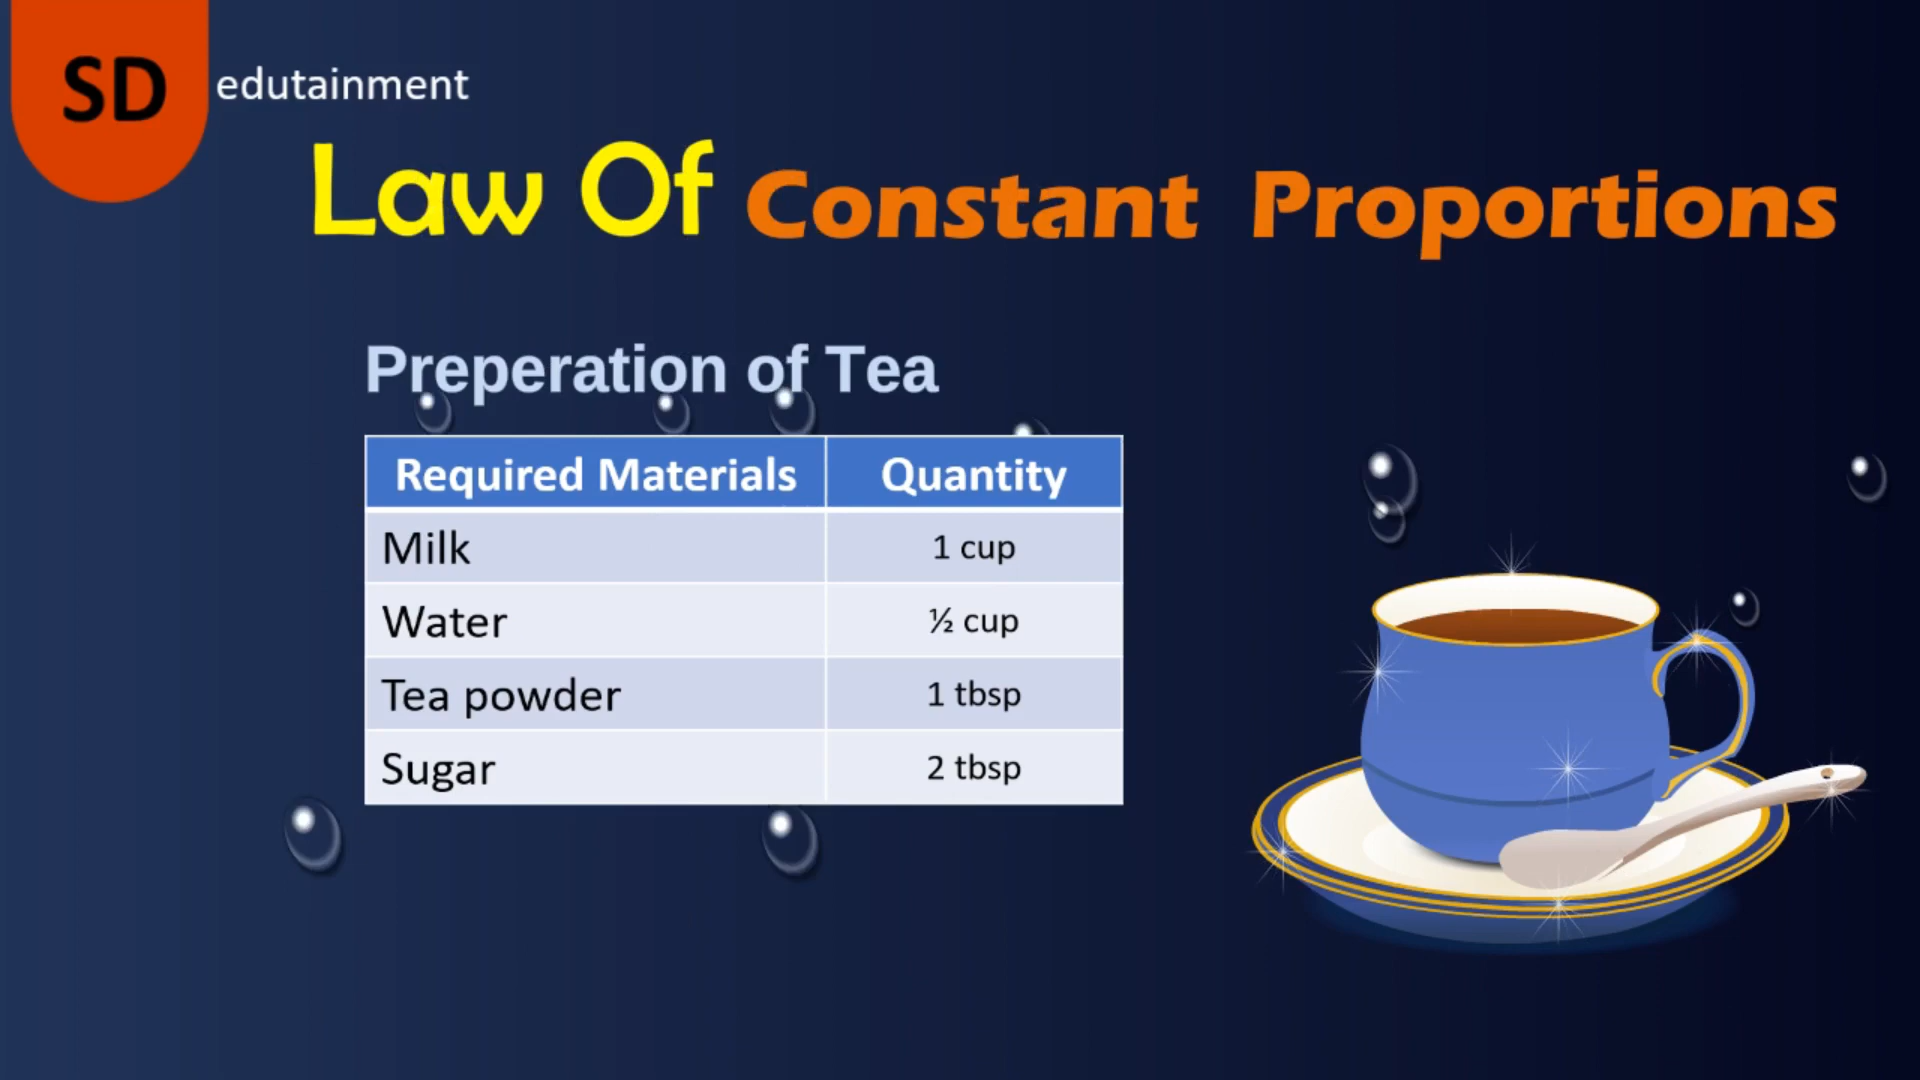 SD edutainment
Law Of Constant Proportions
Preperation of Tea
Required Materials Quantity
Milk 1 cup
Water ½ cup
Tea powder 1 tbsp
Sugar 2 tbsp